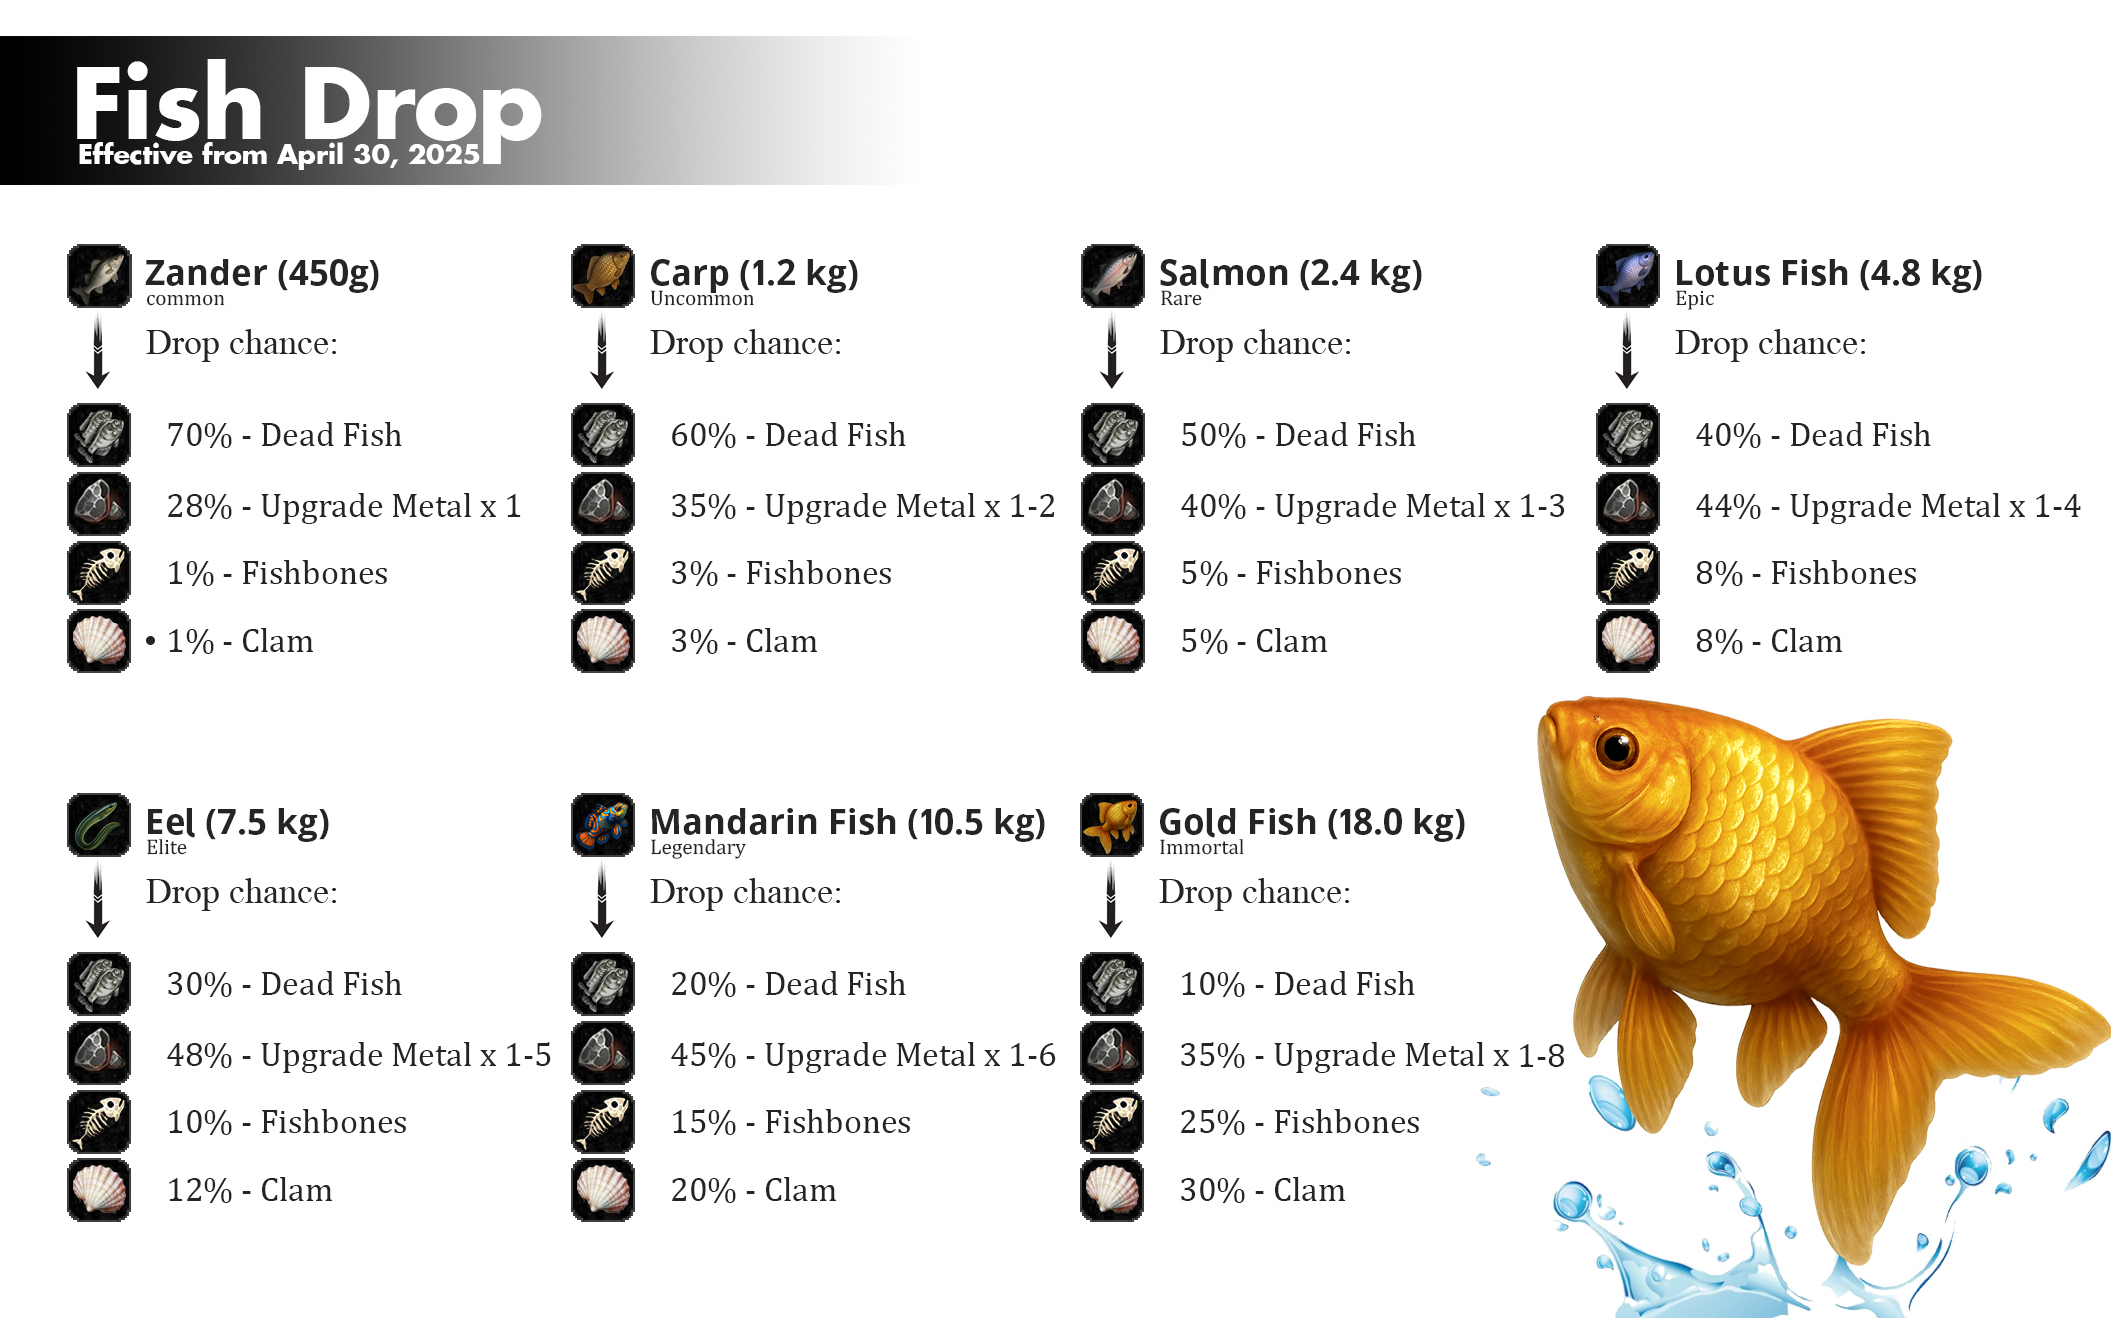 Fish Drop
Effective from April 30, 2025
Zander (450g)
common
Drop chance:
70% - Dead Fish
28% - Upgrade Metal x 1
1% - Fishbones
• 1% - Clam
Carp (1.2 kg)
Uncommon
Drop chance:
60% - Dead Fish
35% - Upgrade Metal x 1-2
3% - Fishbones
3% - Clam
Salmon (2.4 kg)
Rare
Drop chance:
50% - Dead Fish
40% - Upgrade Metal x 1-3
5% - Fishbones
5% - Clam
Lotus Fish (4.8 kg)
Epic
Drop chance:
40% - Dead Fish
44% - Upgrade Metal x 1-4
8% - Fishbones
8% - Clam
Eel (7.5 kg)
Elite
Drop chance:
30% - Dead Fish
48% - Upgrade Metal x 1-5
10% - Fishbones
12% - Clam
Mandarin Fish (10.5 kg)
Legendary
Drop chance:
20% - Dead Fish
45% - Upgrade Metal x 1-6
15% - Fishbones
20% - Clam
Gold Fish (18.0 kg)
Immortal
Drop chance:
10% - Dead Fish
35% - Upgrade Metal x 1-8
25% - Fishbones
30% - Clam